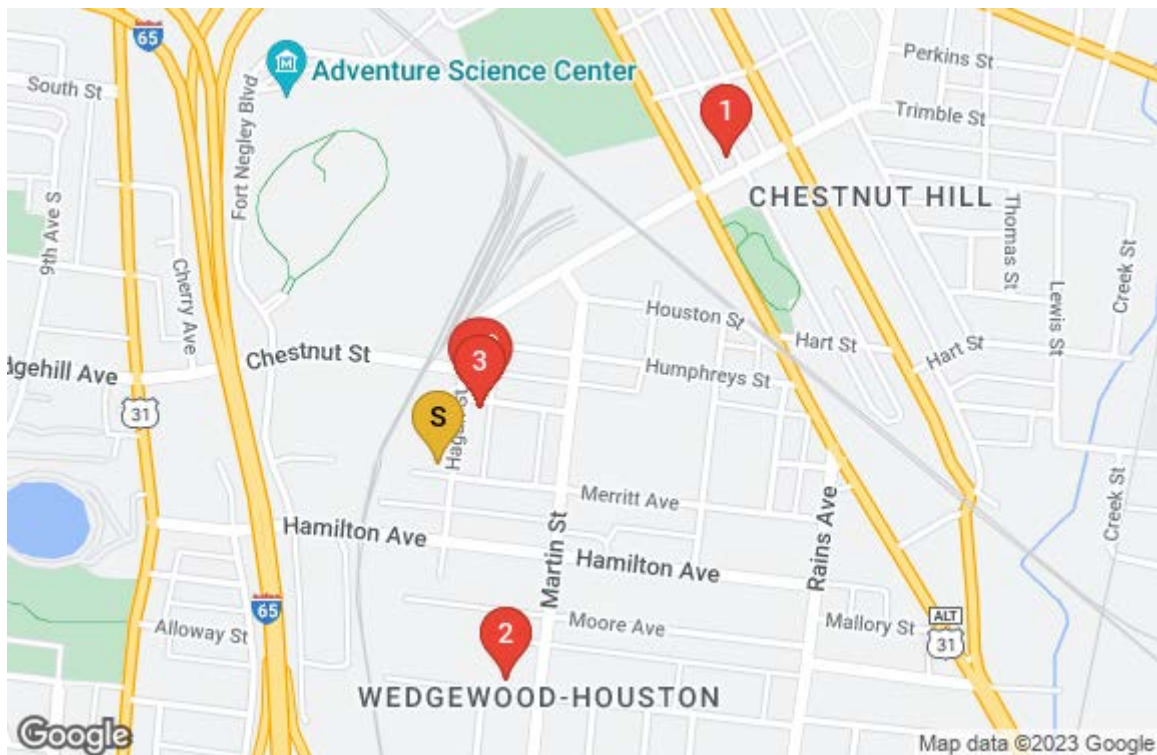 65
South St
Adventure Science Center
Perkins St
Trimble St
1
CHESTNUT HILL
Fort Negley Blvd
9th Ave S
Cherry Ave
Thomas St
Lewis St
Creek St
Houston St
Hart St
Hart St
Chestnut St
Humphreys St
3
31
S
Merritt Ave
Creek St
Hamilton Ave
Hamilton Ave
Martin St
Rains Ave
65
Alloway St
2
Moore Ave
Mallory St
ALT
31
WEDGEWOOD-HOUSTON
Google
Map data ©2023 Google